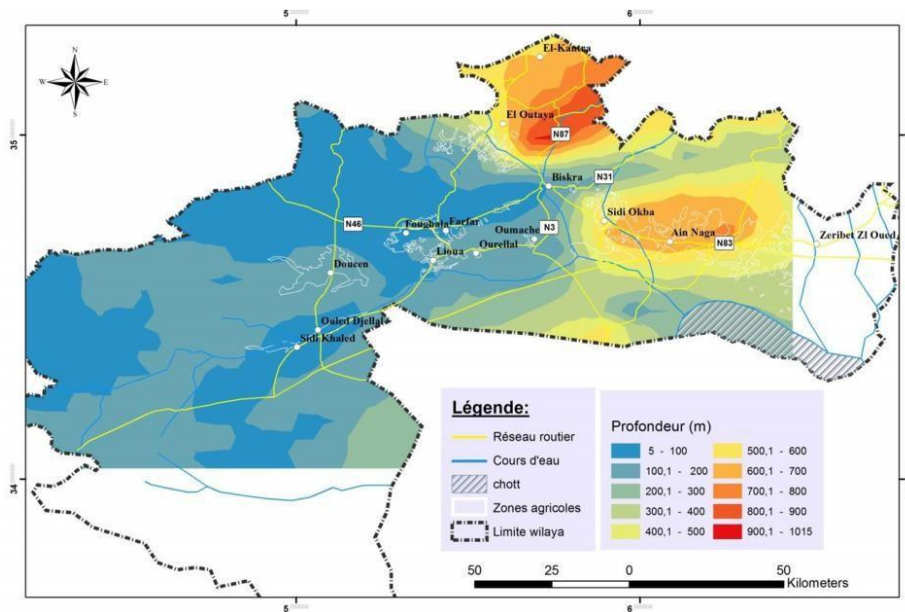 5
6
N
W E
S
El-Kantra
El Outaya
35
35
N87
Biskra
N31
Sidi Okba
N46
Foughala
Farfar
Oumache
N3
Ain Naga
N83
Zeribet Zl Oued
Lioua
Ourellal
Doucen
Ouled Djellal
Sidi Khaled
Légende:
Réseau routier
Cours d'eau
chott
Zones agricoles
Limite wilaya
Profondeur (m)
5 - 100
100,1 - 200
200,1 - 300
300,1 - 400
400,1 - 500
500,1 - 600
600,1 - 700
700,1 - 800
800,1 - 900
900,1 - 1015
34
34
50 25 0 50
Kilometers
5
6